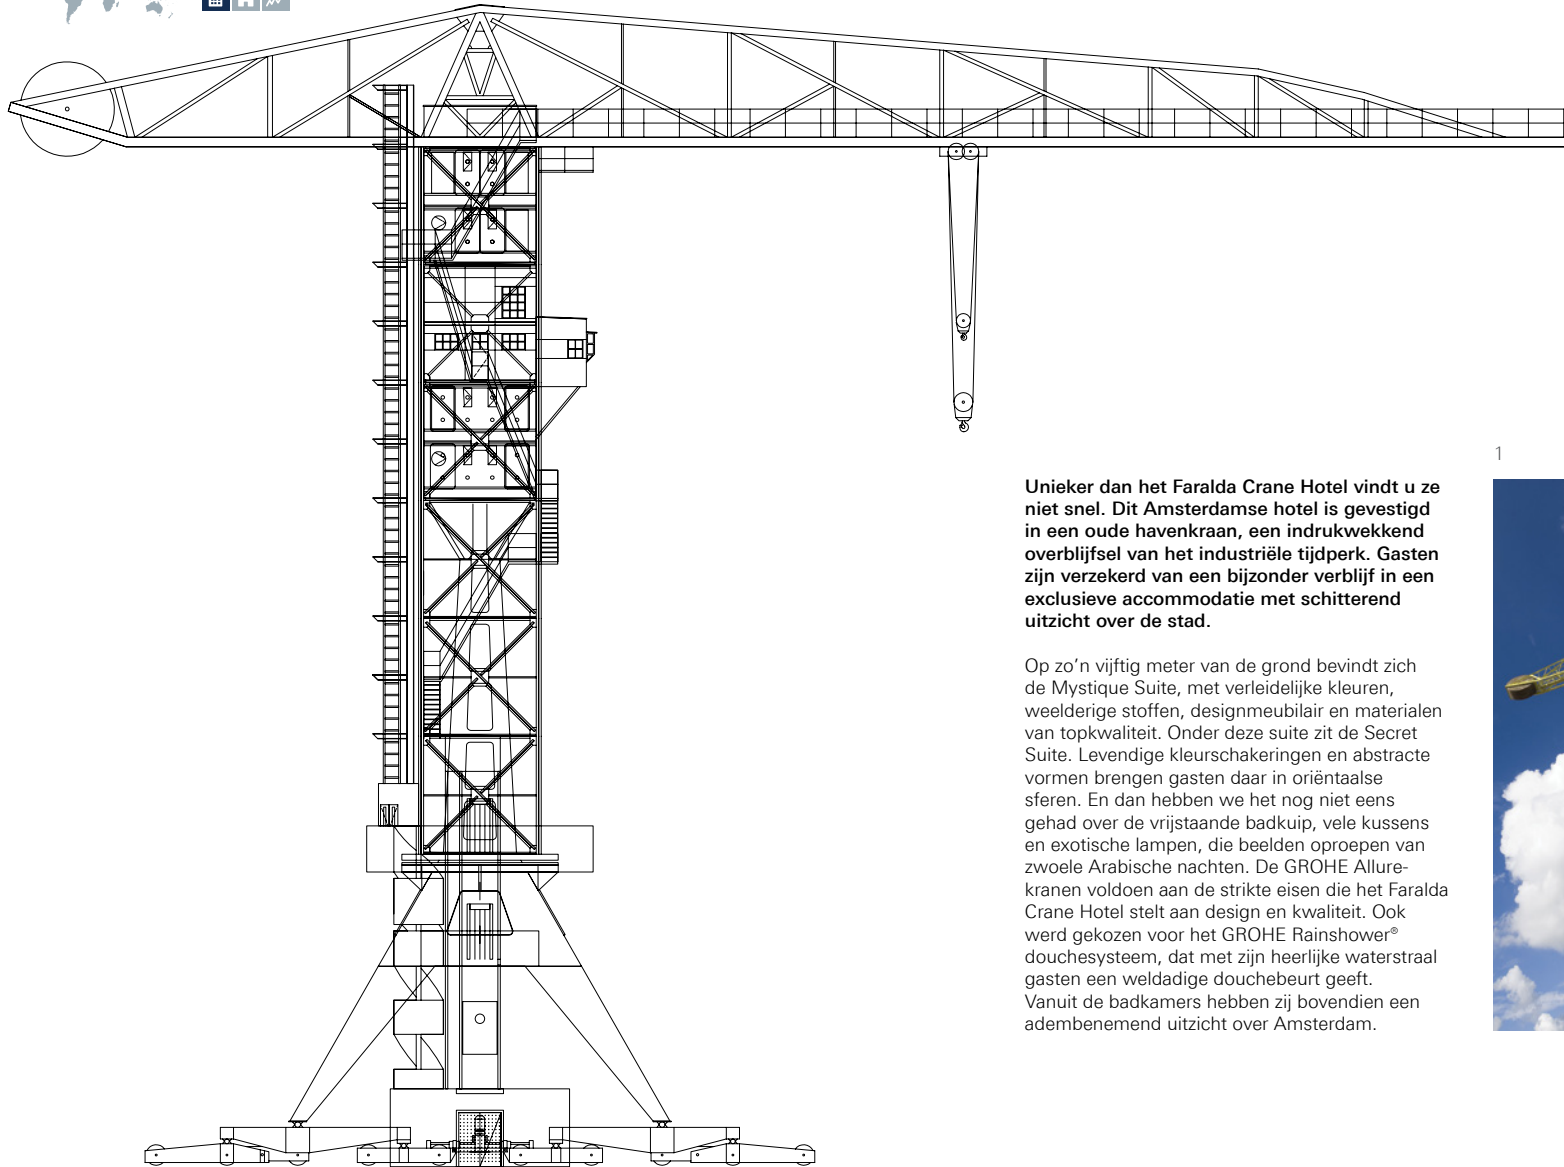 1
Unieker dan het Faralda Crane Hotel vindt u ze
niet snel. Dit Amsterdamse hotel is gevestigd
in een oude havenkraan, een indrukwekkend
overblijfsel van het industriële tijdperk. Gasten
zijn verzekerd van een bijzonder verblijf in een
exclusieve accommodatie met schitterend
uitzicht over de stad.
Op zo’n vijftig meter van de grond bevindt zich
de Mystique Suite, met verleidelijke kleuren,
weelderige stoffen, designmeubilair en materialen
van topkwaliteit. Onder deze suite zit de Secret
Suite. Levendige kleurschakeringen en abstracte
vormen brengen gasten daar in oriëntaalse
sferen. En dan hebben we het nog niet eens
gehad over de vrijstaande badkuip, vele kussens
en exotische lampen, die beelden oproepen van
zwoele Arabische nachten. De GROHE Allure-
kranen voldoen aan de strikte eisen die het Faralda
Crane Hotel stelt aan design en kwaliteit. Ook
werd gekozen voor het GROHE Rainshower®
douchesysteem, dat met zijn heerlijke waterstraal
gasten een weldadige douchebeurt geeft.
Vanuit de badkamers hebben zij bovendien een
adembenemend uitzicht over Amsterdam.